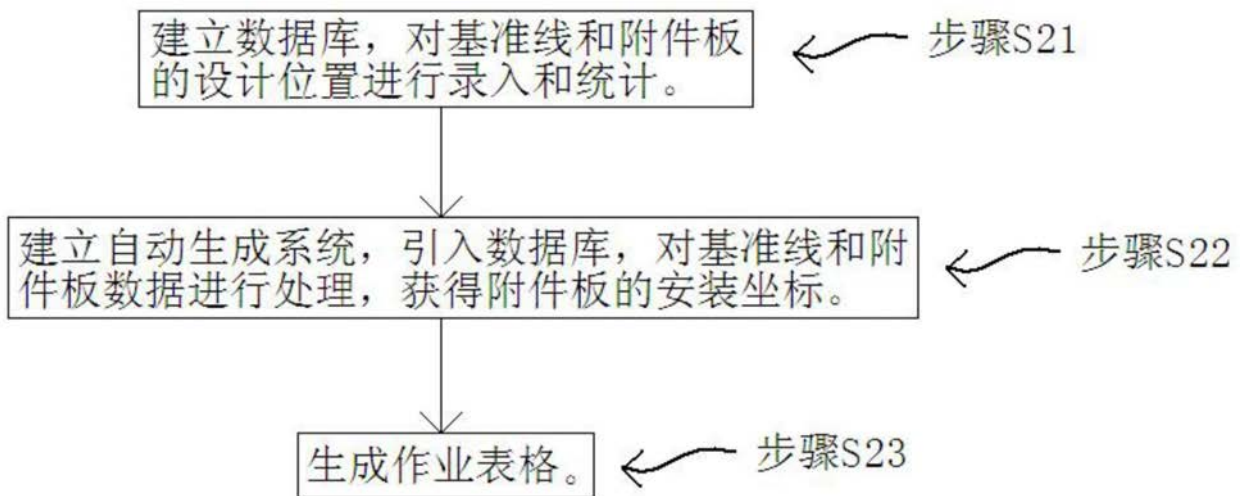 建立数据库，对基准线和附件板
的设计位置进行录入和统计。
步骤S21
建立自动生成系统，引入数据库，对基准线和附
件板数据进行处理，获得附件板的安装坐标。
步骤S22
生成作业表格。
步骤S23